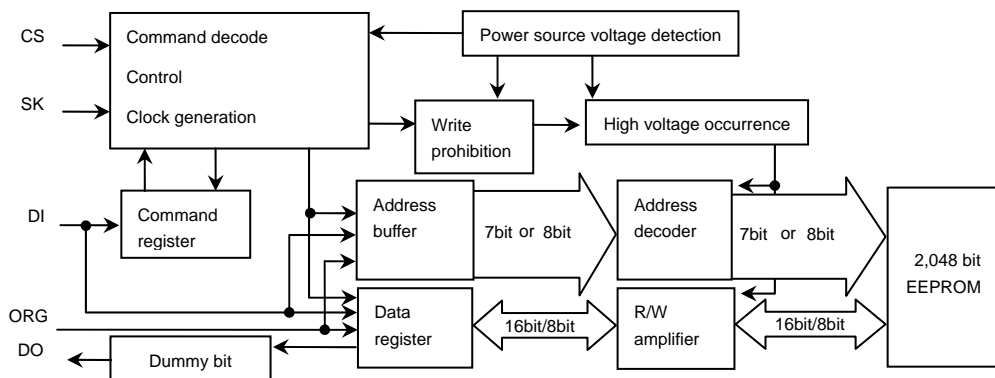 CS
Command decode
Control
Clock generation
Power source voltage detection
SK
Write
prohibition
High voltage occurrence
DI
Command
register
Address
buffer
7bit or 8bit
Address
decoder
7bit or 8bit
2,048 bit
EEPROM
ORG
Data
register
16bit/8bit
R/W
amplifier
16bit/8bit
DO
Dummy bit